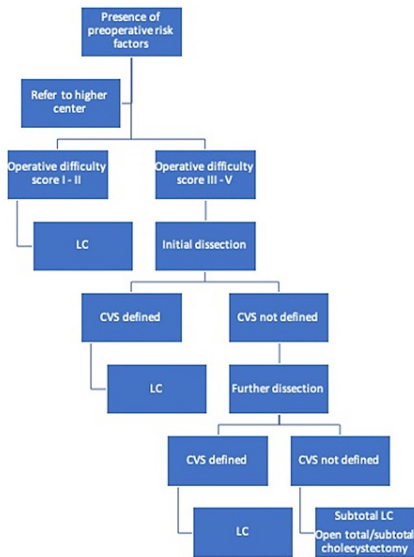 Presence of
preoperative risk
factors
Refer to higher
center
Operative difficulty
score I - II
Operative difficulty
score III - V
LC
Initial dissection
CVS defined
CVS not defined
LC
Further dissection
CVS defined
CVS not defined
LC
Subtotal LC
Open total/subtotal
cholecystectomy